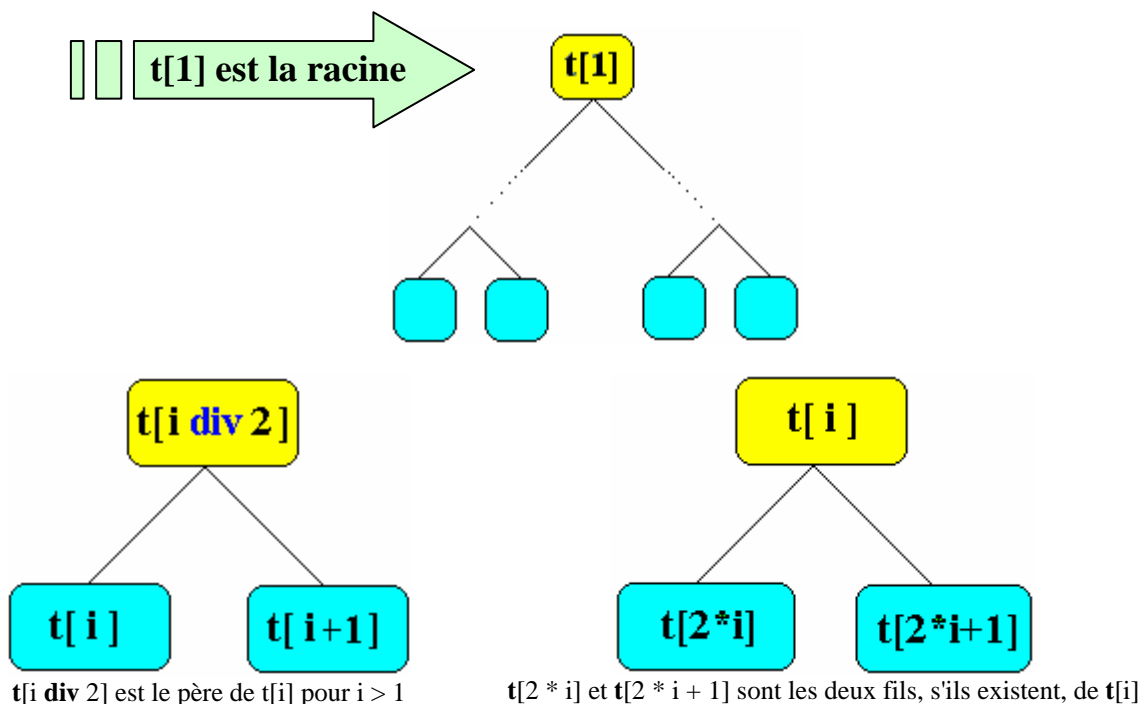 t[1] est la racine
t[1]
t[i div 2]
t[ i ]
t[ i ]
t[ i+1]
t[2*i]
t[2*i+1]
t[i div 2] est le père de t[i] pour i > 1
t[2 * i] et t[2 * i + 1] sont les deux fils, s'ils existent, de t[i]